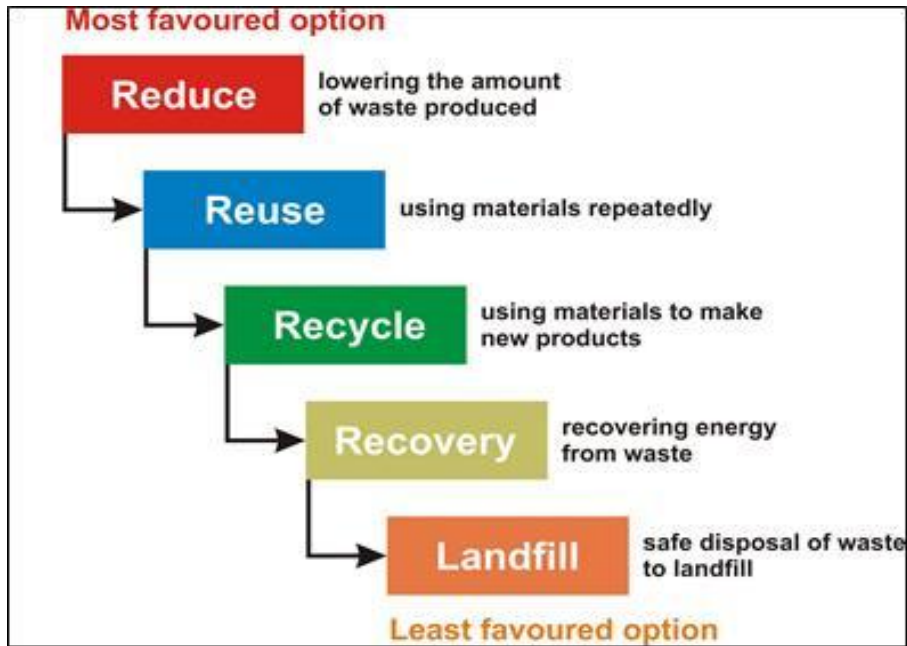 Most favoured option
Reduce
lowering the amount
of waste produced
Reuse
using materials repeatedly
Recycle
using materials to make
new products
Recovery
recovering energy
from waste
Landfill
safe disposal of waste
to landfill
Least favoured option